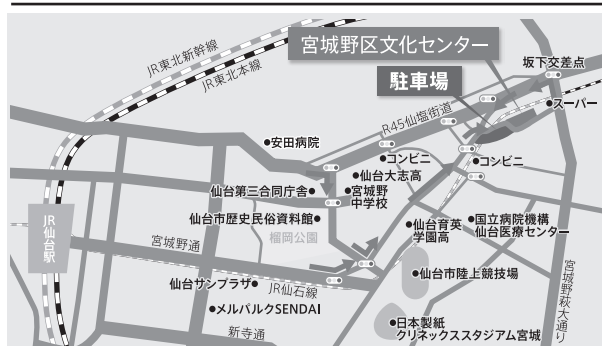 宮城野区文化センター
坂下交差点
JR東北新幹線
JR東北本線
駐車場
スーパー
R45仙塩街道
安田病院
コンビニ
コンビニ
仙台大志高
仙台第三合同庁舎
宮城野
中学校
仙台市歴史民俗資料館
榴岡公園
仙台育英
学園高
国立病院機構
仙台医療センター
JR仙台駅
宮城野通
仙台市陸上競技場
宮城野萩大通り
仙台サンプラザ
JR仙石線
メルパルクSENDAI
新寺通
日本製紙
クリネックススタジアム宮城